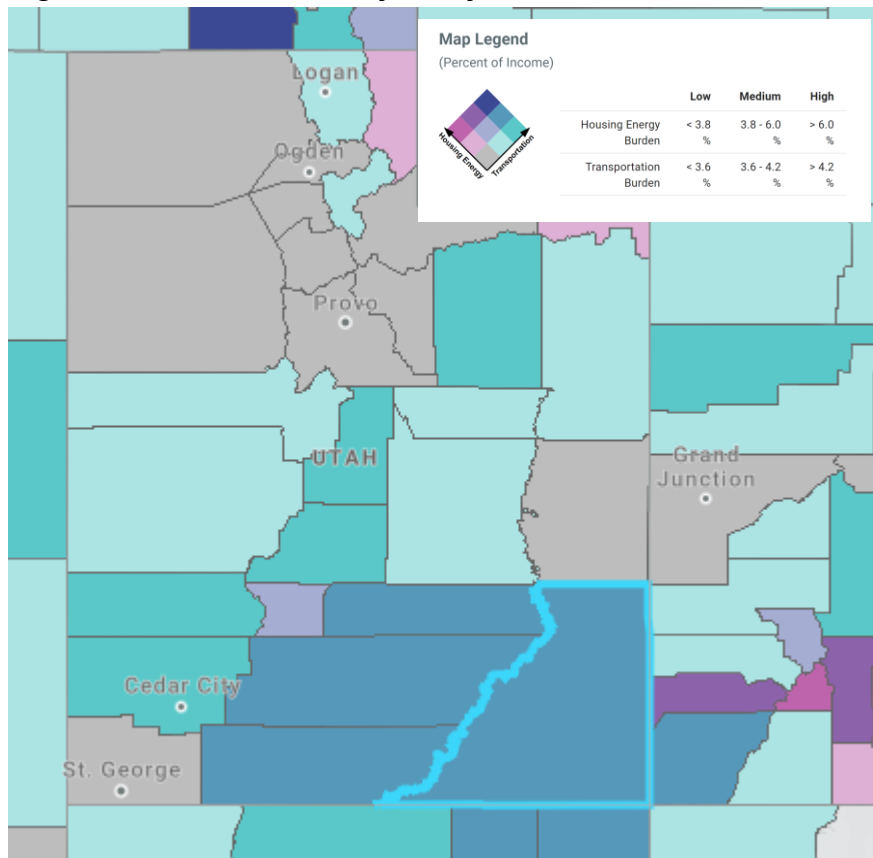 Map Legend
(Percent of Income)
Low Medium High
Housing Energy < 3.8 3.8 - 6.0 > 6.0
Burden % % %
Transportation < 3.6 3.6 - 4.2 > 4.2
Burden % % %
Housing Energy
Transportation
Logan
Ogden
Provo
UTAH
Grand
Junction
Cedar City
St. George